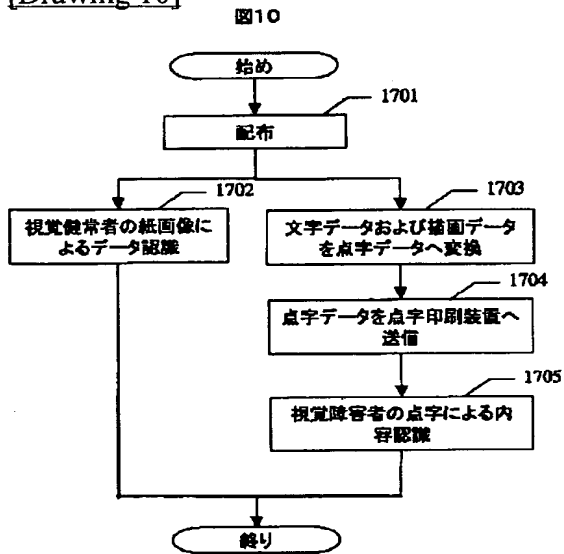 [Drawing 10]
図10
始め
1701
配布
1702
視覚健常者の紙画像に
よるデータ認識
1703
文字データおよび描画データ
を点字データへ変換
1704
点字データを点字印刷装置へ
送信
1705
視覚障害者の点字による内
容認識
終り